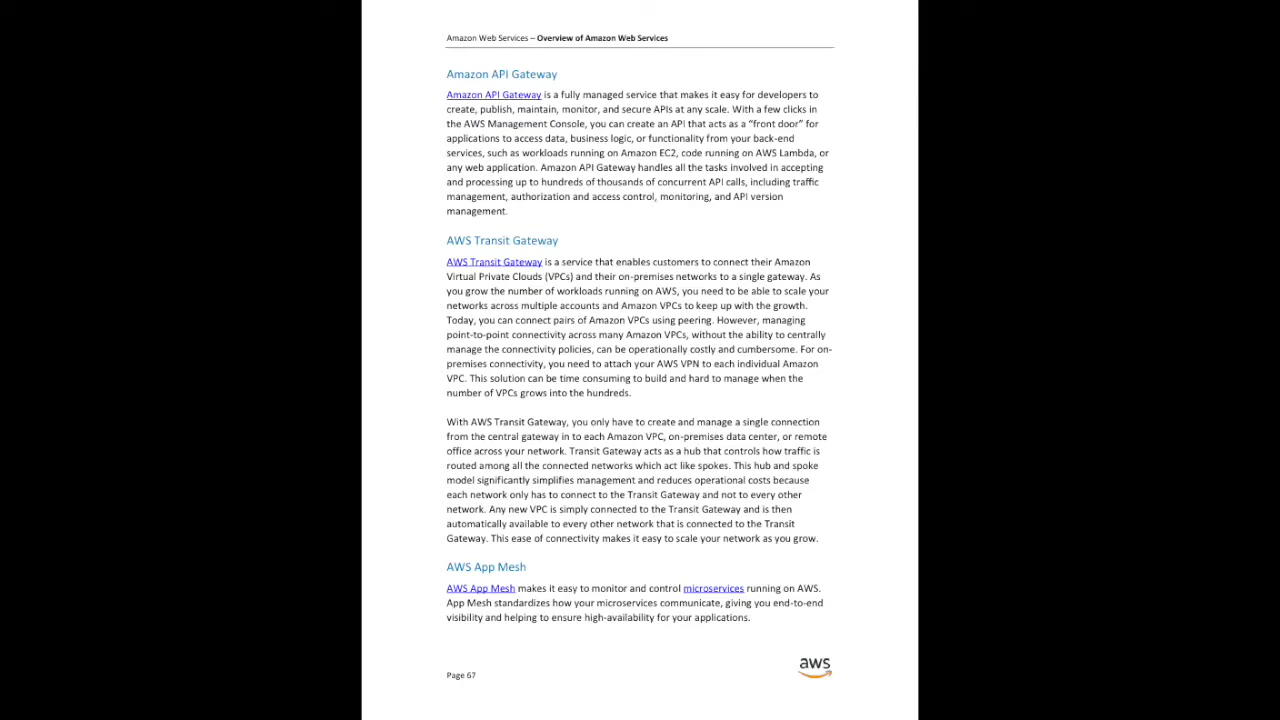 Amazon Web Services – Overview of Amazon Web Services
Amazon API Gateway
Amazon API Gateway is a fully managed service that makes it easy for developers to
create, publish, maintain, monitor, and secure APIs at any scale. With a few clicks in
the AWS Management Console, you can create an API that acts as a “front door” for
applications to access data, business logic, or functionality from your back-end
services, such as workloads running on Amazon EC2, code running on AWS Lambda, or
any web application. Amazon API Gateway handles all the tasks involved in accepting
and processing up to hundreds of thousands of concurrent API calls, including traffic
management, authorization and access control, monitoring, and API version
management.
AWS Transit Gateway
AWS Transit Gateway is a service that enables customers to connect their Amazon
Virtual Private Clouds (VPCs) and their on-premises networks to a single gateway. As
you grow the number of workloads running on AWS, you need to be able to scale your
networks across multiple accounts and Amazon VPCs to keep up with the growth.
Today, you can connect pairs of Amazon VPCs using peering. However, managing
point-to-point connectivity across many Amazon VPCs, without the ability to centrally
manage the connectivity policies, can be operationally costly and cumbersome. For on-
premises connectivity, you need to attach your AWS VPN to each individual Amazon
VPC. This solution can be time consuming to build and hard to manage when the
number of VPCs grows into the hundreds.
With AWS Transit Gateway, you only have to create and manage a single connection
from the central gateway in to each Amazon VPC, on-premises data center, or remote
office across your network. Transit Gateway acts as a hub that controls how traffic is
routed among all the connected networks which act like spokes. This hub and spoke
model significantly simplifies management and reduces operational costs because
each network only has to connect to the Transit Gateway and not to every other
network. Any new VPC is simply connected to the Transit Gateway and is then
automatically available to every other network that is connected to the Transit
Gateway. This ease of connectivity makes it easy to scale your network as you grow.
AWS App Mesh
AWS App Mesh makes it easy to monitor and control microservices running on AWS.
App Mesh standardizes how your microservices communicate, giving you end-to-end
visibility and helping to ensure high-availability for your applications.
aws
Page 67